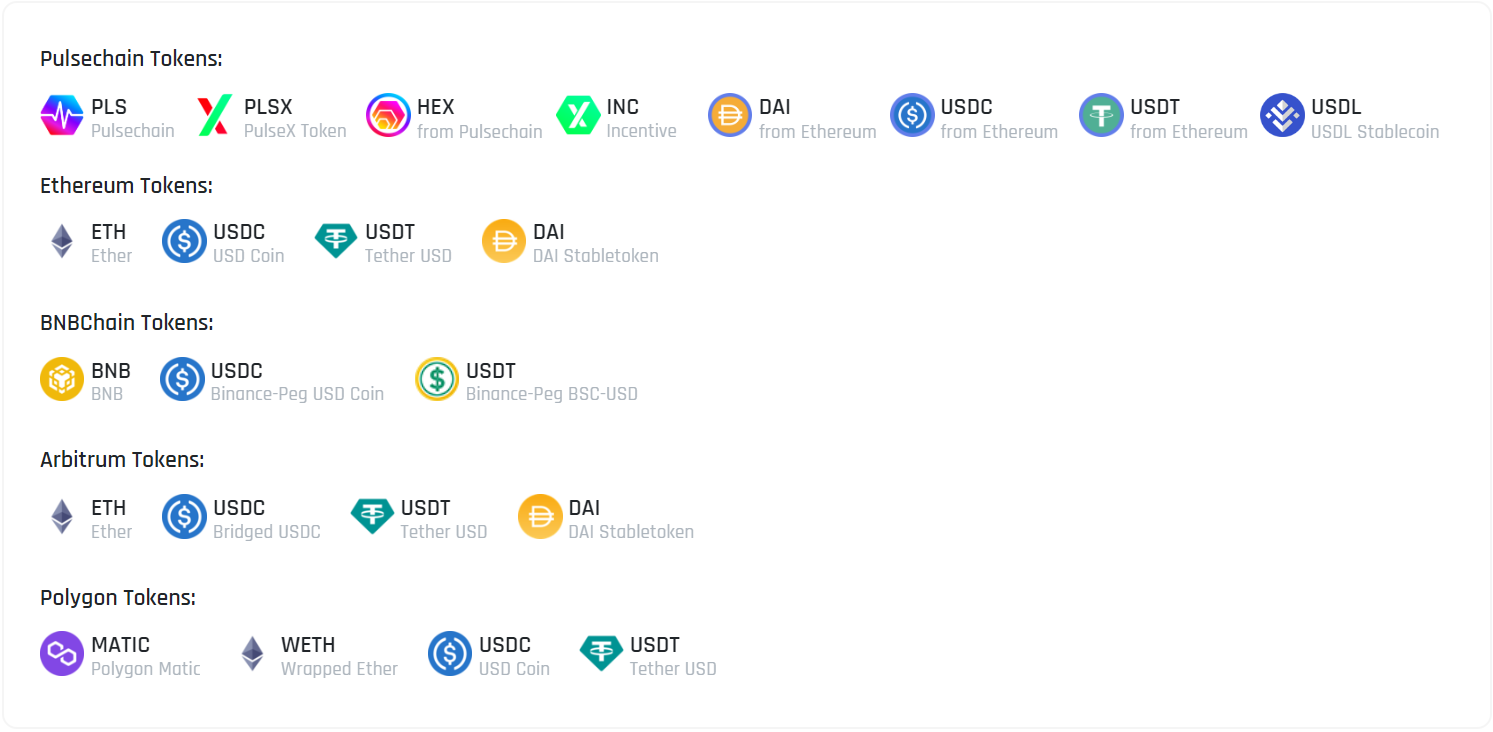 Pulsechain Tokens:
PLS PLSX HEX INC DAI USDC USDT USDL
Pulsechain PulseX Token from Pulsechain Incentive from Ethereum from Ethereum from Ethereum USDL Stablecoin
Ethereum Tokens:
ETH USDC USDT DAI
Ether USD Coin Tether USD DAI Stabletoken
BNBChain Tokens:
BNB USDC USDT
BNB Binance-Peg USD Coin Binance-Peg BSC-USD
Arbitrum Tokens:
ETH USDC USDT DAI
Ether Bridged USDC Tether USD DAI Stabletoken
Polygon Tokens:
MATIC WETH USDC USDT
Polygon Matic Wrapped Ether USD Coin Tether USD